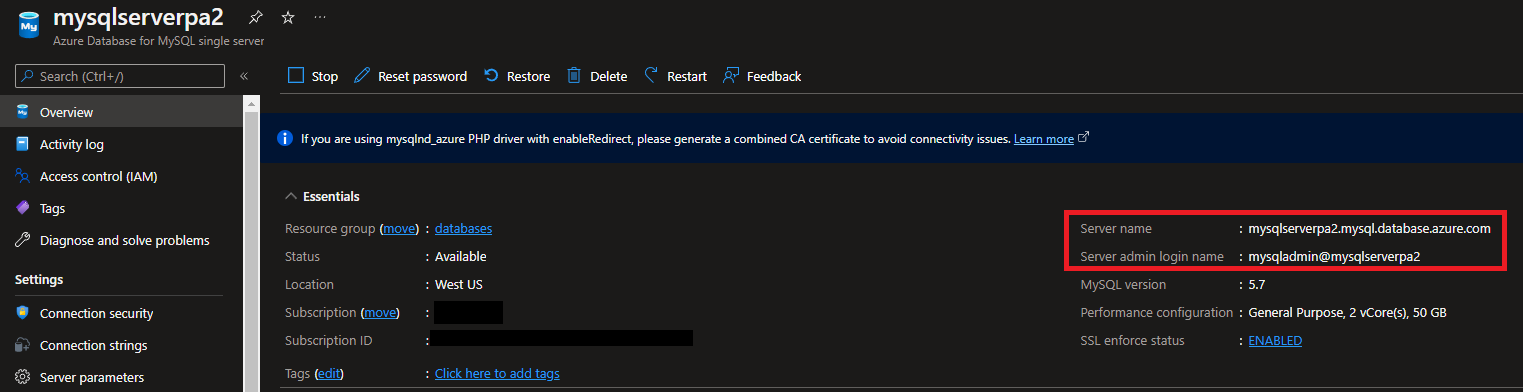 mysqlserverpa2
Azure Database for MySQL single server
My
Search (Ctrl+/)
«
Stop
Reset password
Restore
Delete
Restart
Feedback
Overview
Activity log
Access control (IAM)
Tags
Diagnose and solve problems
Settings
Connection security
Connection strings
Server parameters
If you are using mysqlnd_azure PHP driver with enableRedirect, please generate a combined CA certificate to avoid connectivity issues. Learn more
Essentials
Resource group (move) : databases
Status : Available
Location : West US
Subscription (move) :
Subscription ID :
Tags (edit) : Click here to add tags
Server name : mysqlserverpa2.mysql.database.azure.com
Server admin login name : mysqladmin@mysqlserverpa2
MySQL version : 5.7
Performance configuration : General Purpose, 2 vCore(s), 50 GB
SSL enforce status : ENABLED